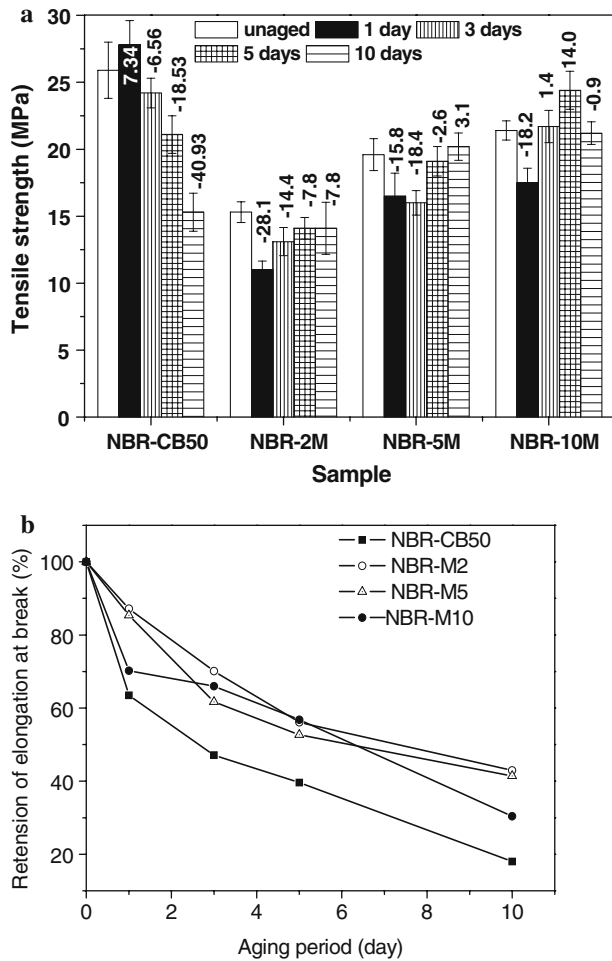 a
unaged 1 day 3 days
5 days 10 days
Tensile strength (MPa)
30
25
20
15
10
5
0
7.34
-6.56
-18.53
-40.93
-28.1
-14.4
-7.8
-7.8
-15.8
-18.4
-2.6
3.1
-18.2
1.4
14.0
-0.9
NBR-CB50 NBR-2M NBR-5M NBR-10M
Sample
b
Retension of elongation at break (%)
100
80
60
40
20
NBR-CB50
NBR-M2
NBR-M5
NBR-M10
0 2 4 6 8 10
Aging period (day)